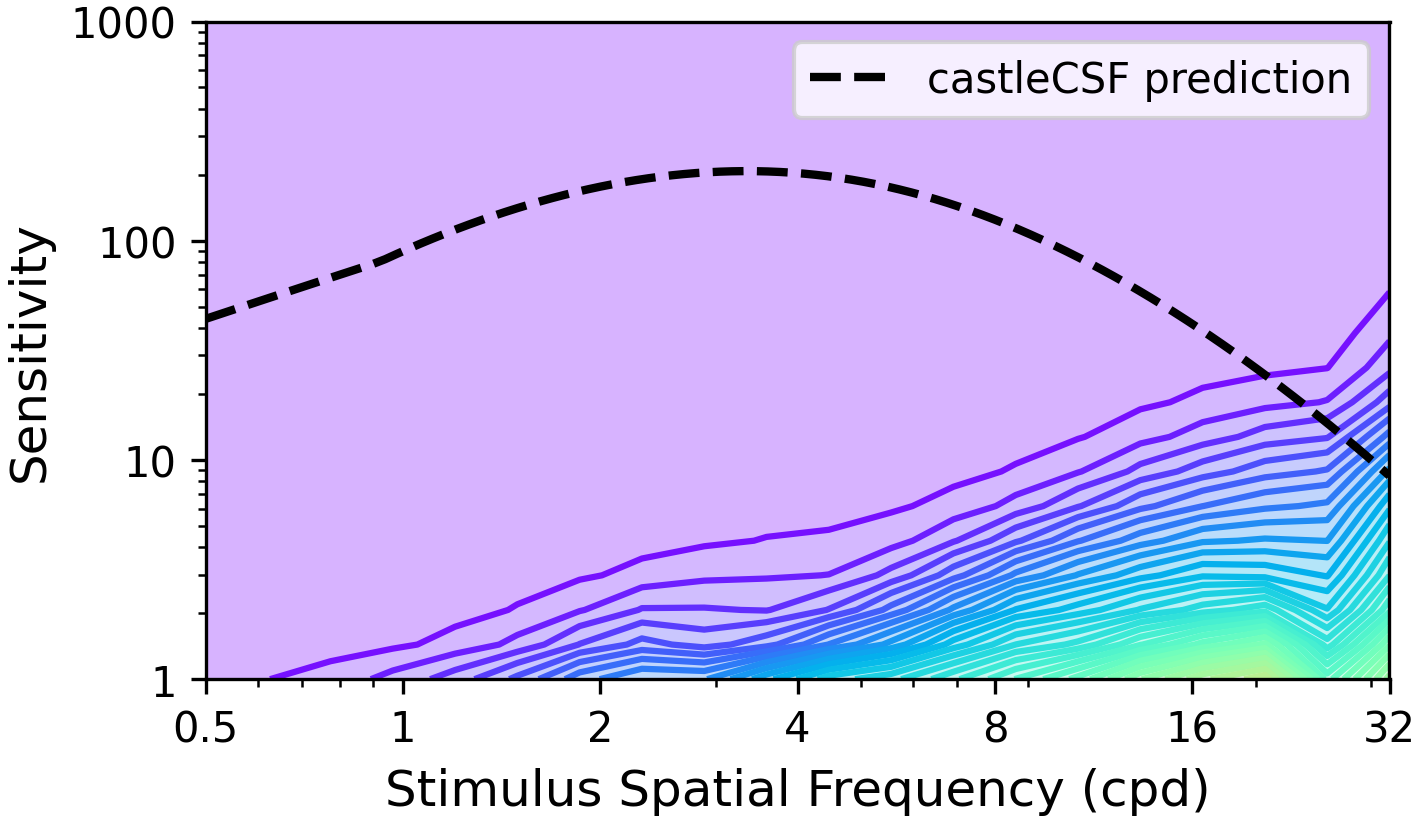 1000
100
10
1
Sensitivity
castleCSF prediction
0.5 1 2 4 8 16 32
Stimulus Spatial Frequency (cpd)